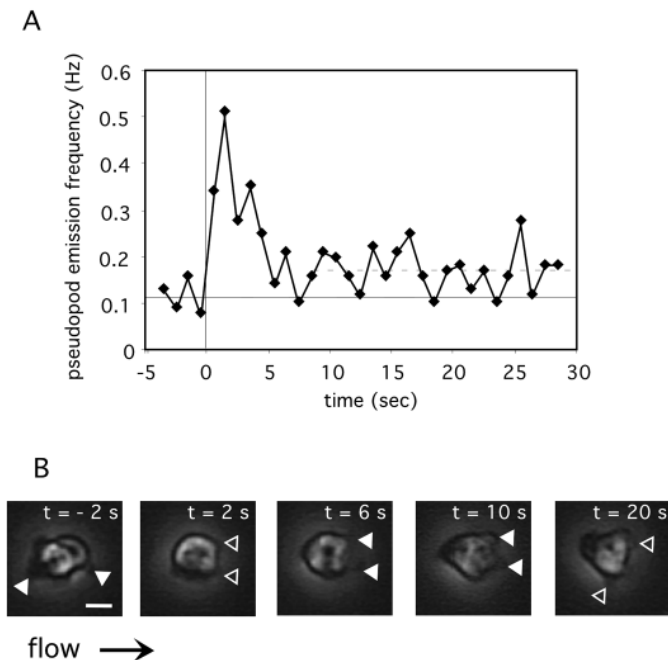 A
pseudopod emission frequency (Hz)
0.6
0.5
0.4
0.3
0.2
0.1
0
-5 0 5 10 15 20 25 30
time (sec)
B
t = - 2 s t = 2 s t = 6 s t = 10 s t = 20 s
flow